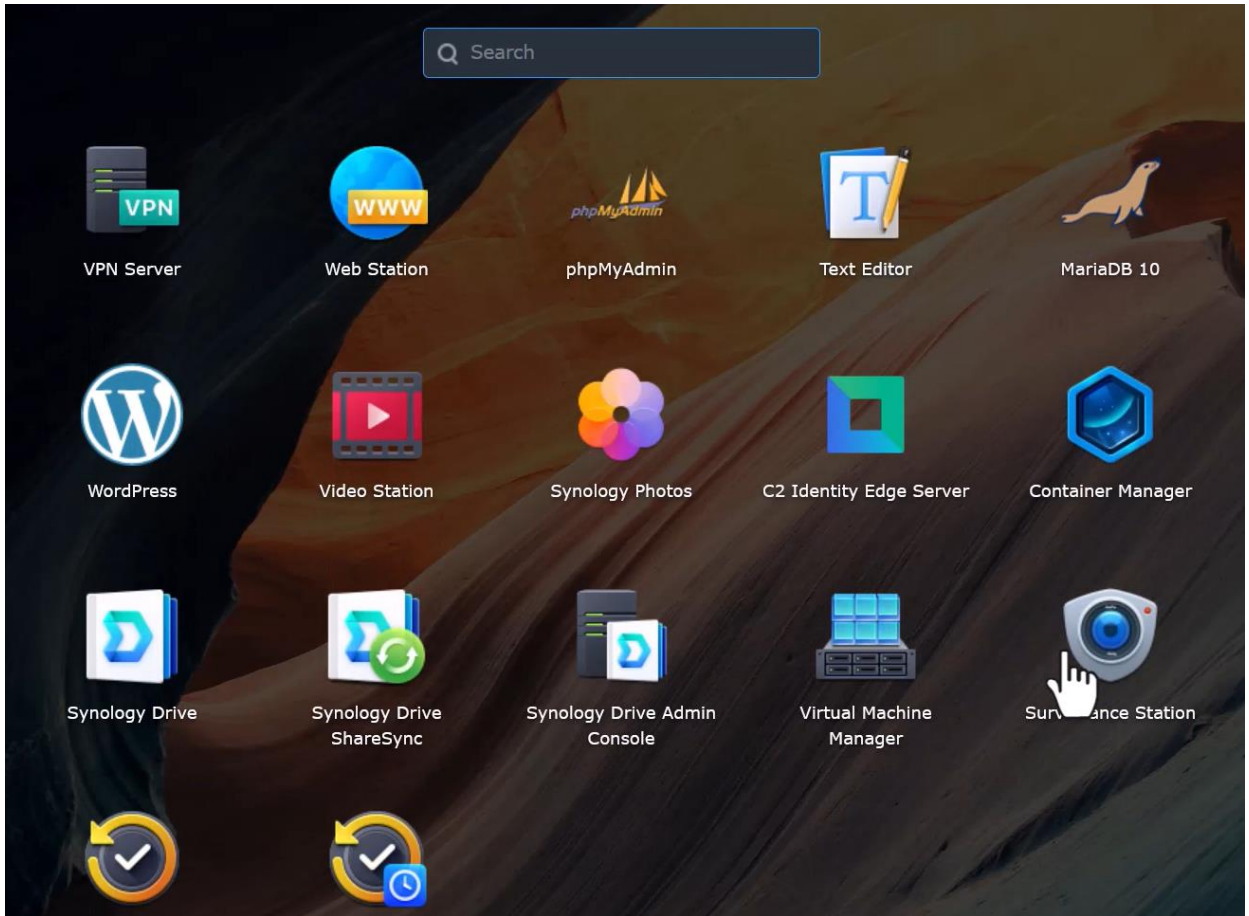 Search
VPN
WWW
phpMyAdmin
T
VPN Server
Web Station
phpMyAdmin
Text Editor
MariaDB 10
W
WordPress
Video Station
Synology Photos
C2 Identity Edge Server
Container Manager
Synology Drive
Synology Drive
ShareSync
Synology Drive Admin
Console
Virtual Machine
Manager
Station